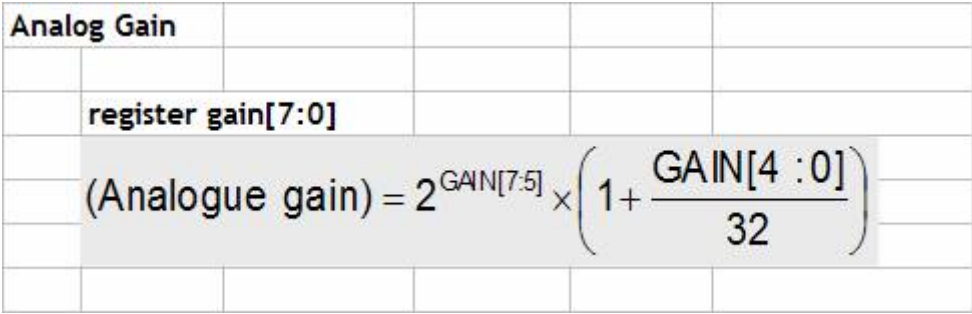 Analog Gain
register gain[7:0]
(Analogue gain) = 2^GAIN[7:5] × (1 + GAIN[4 :0] / 32)